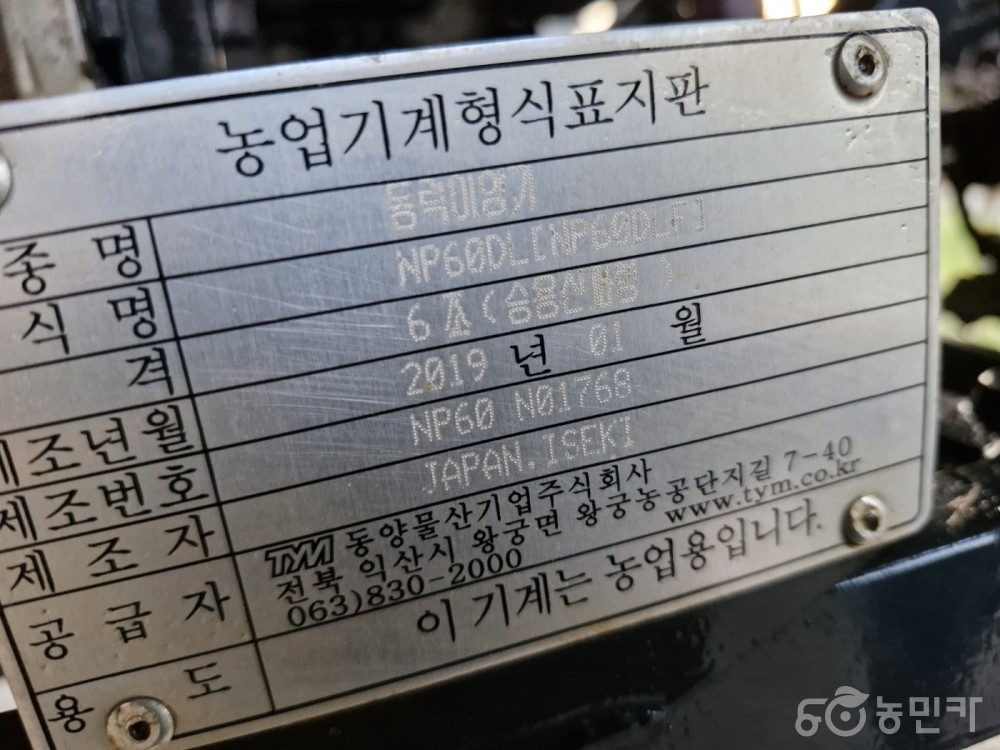 농업기계형식표지판
종 명 동력이앙기
식 명 NP60DL[NP60DLF]
격 6 조 (승용산파형 )
제조년월 2019 년 01 월
제조번호 NP60 N01768
제 조 자 JAPAN.ISEKI
공 급 자 TYM 동양물산기업주식회사
전북 익산시 왕궁면 왕궁농공단지길 7-40
063)830-2000 www.tym.co.kr
용 도 이 기계는 농업용입니다.
농민카